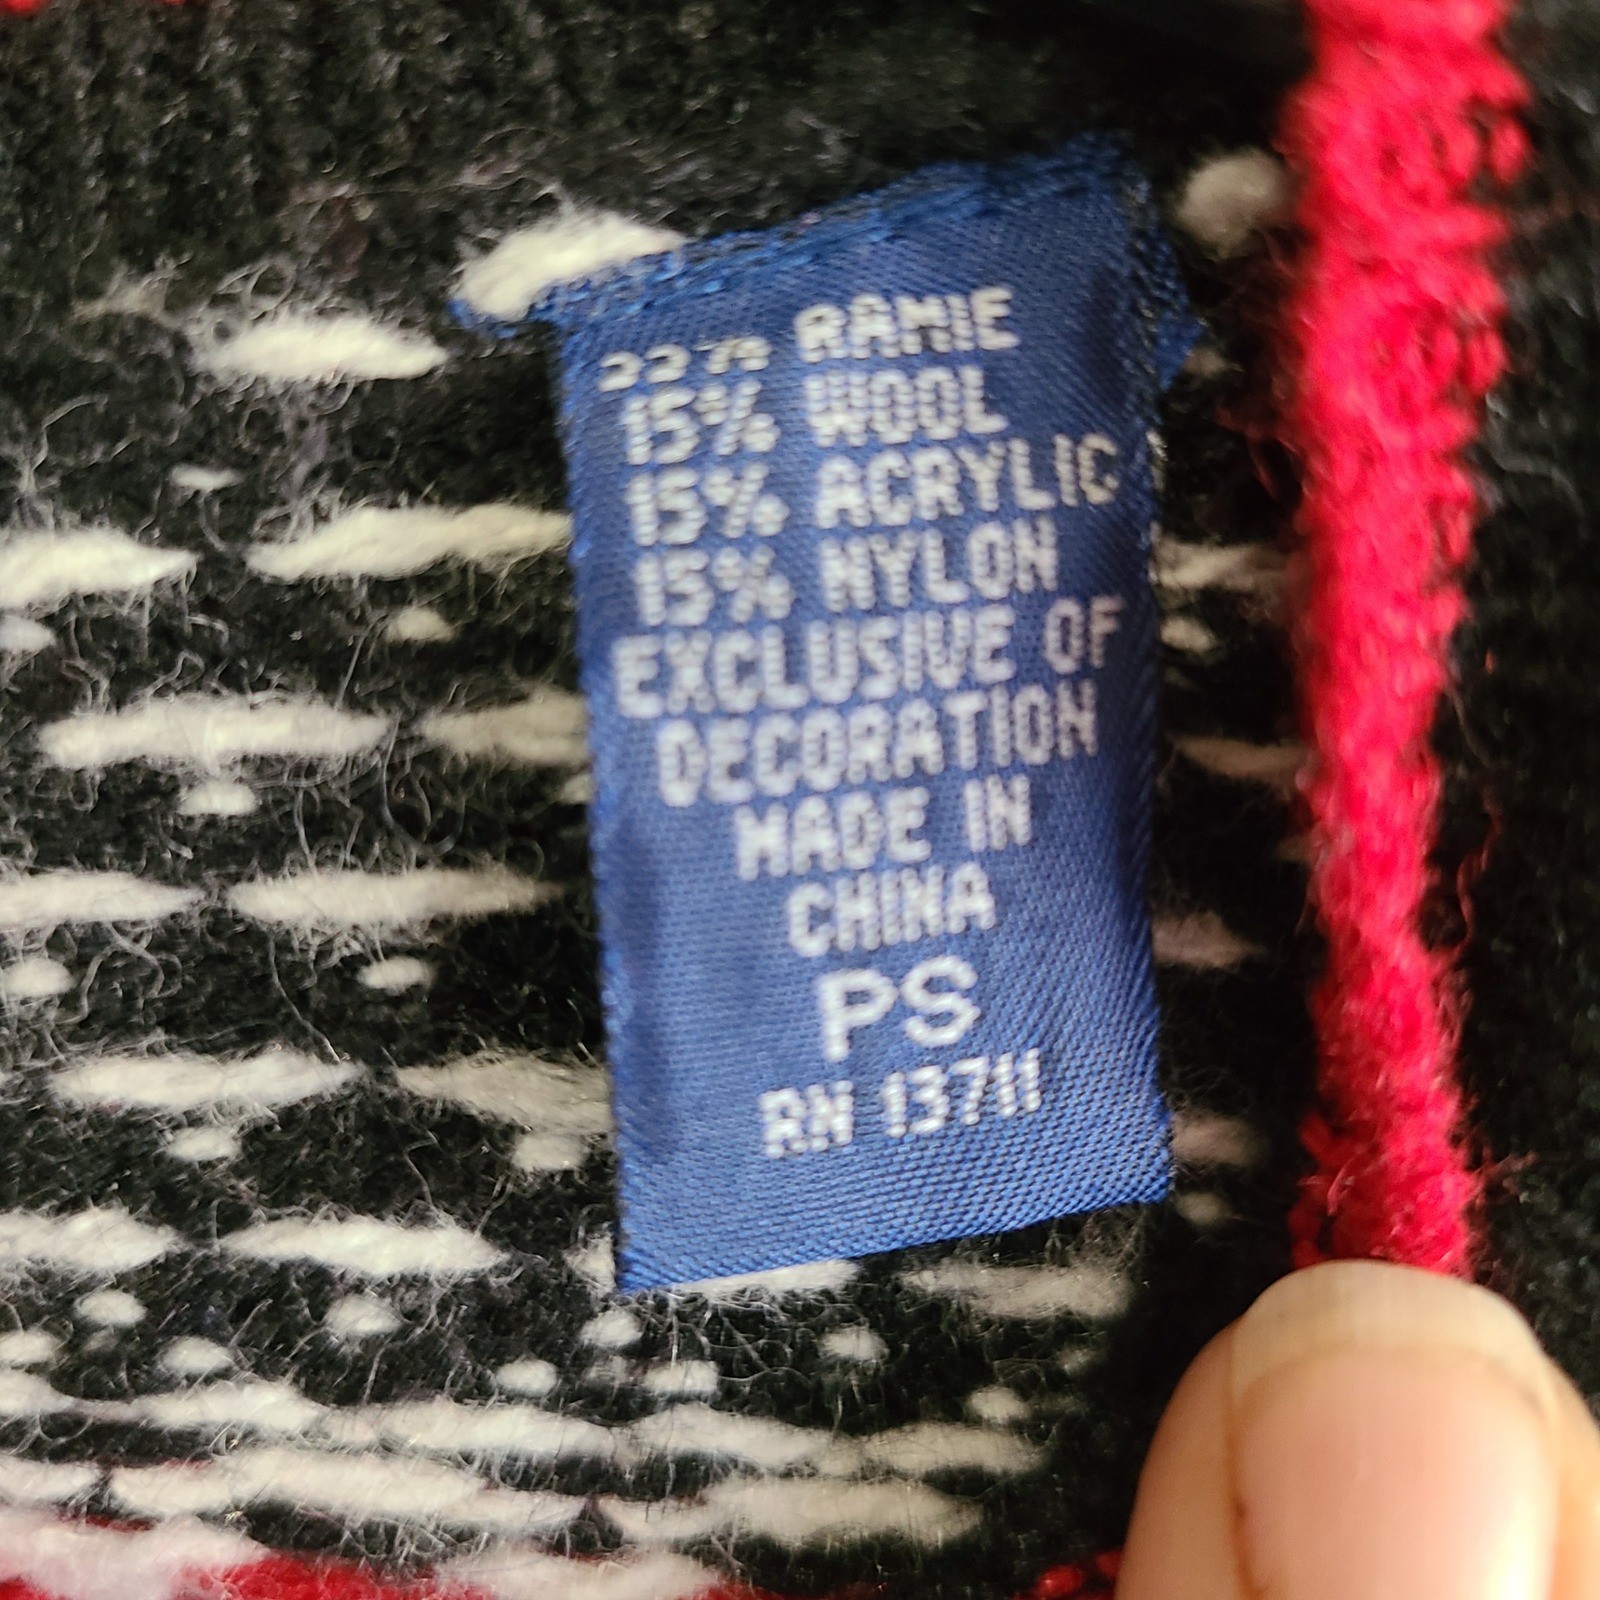 RAMIE
15% WOOL
15% ACRYLIC
15% NYLON
EXCLUSIVE OF
DECORATION
MADE IN
CHINA
PS
RN 13711